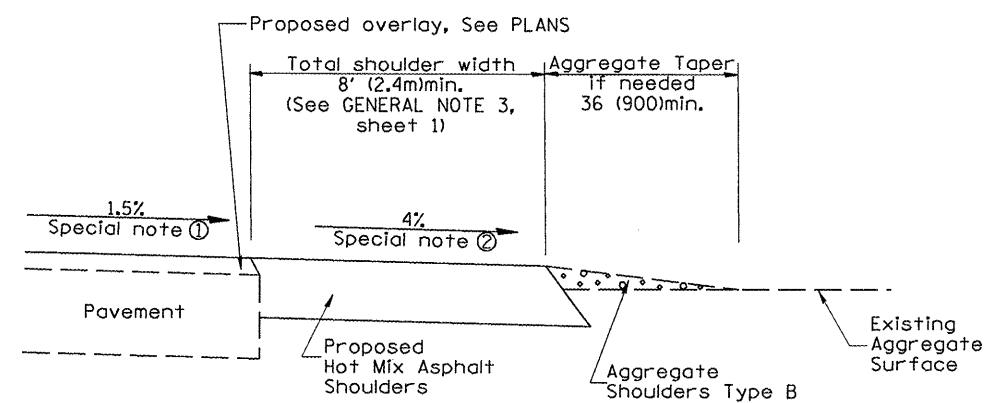 Proposed overlay, See PLANS
Total shoulder width
8' (2.4m)min.
(See GENERAL NOTE 3,
sheet 1)
Aggregate Taper
if needed
36 (900)min.
1.5%
Special note ①
4%
Special note ②
Pavement
Proposed
Hot Mix Asphalt
Shoulders
Aggregate
Shoulders Type B
Existing
Aggregate
Surface